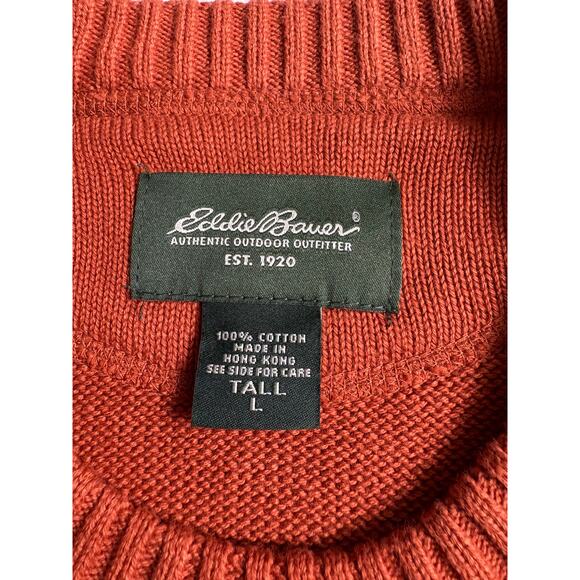 Eddie Bauer®
AUTHENTIC OUTDOOR OUTFITTER
EST. 1920
100% COTTON
MADE IN
HONG KONG
SEE SIDE FOR CARE
TALL
L